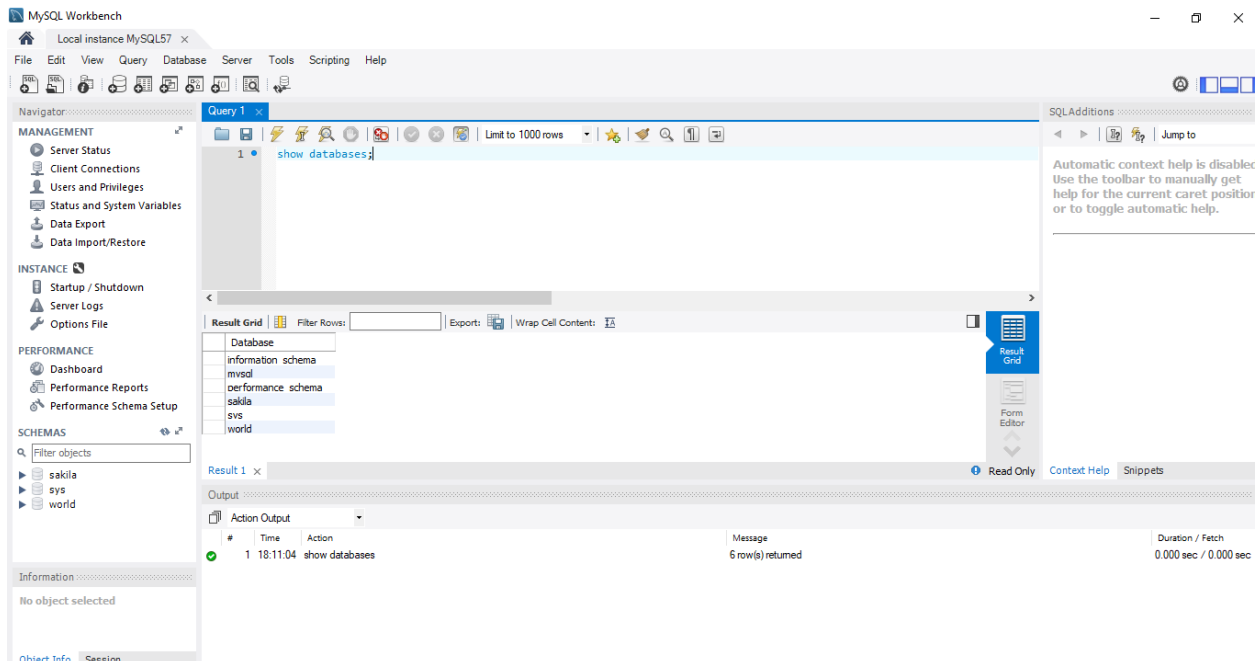 MySQL Workbench
Local instance MySQL57
File Edit View Query Database Server Tools Scripting Help
Navigator
MANAGEMENT
Server Status
Client Connections
Users and Privileges
Status and System Variables
Data Export
Data Import/Restore
INSTANCE
Startup / Shutdown
Server Logs
Options File
PERFORMANCE
Dashboard
Performance Reports
Performance Schema Setup
SCHEMAS
Filter objects
sakila
sys
world
Information
No object selected
Object Info Session
Query 1
Limit to 1000 rows
1 show databases;
Result Grid Filter Rows: Export: Wrap Cell Content:
Database
information_schema
mysql
performance_schema
sakila
sys
world
Result Grid
Form Editor
Result 1 Read Only
Output
Action Output
# Time Action Message Duration / Fetch
1 18:11:04 show databases 6 row(s) returned 0.000 sec / 0.000 sec
SQLAdditions
Jump to
Automatic context help is disabled
Use the toolbar to manually get
help for the current caret position
or to toggle automatic help.
Context Help Snippets